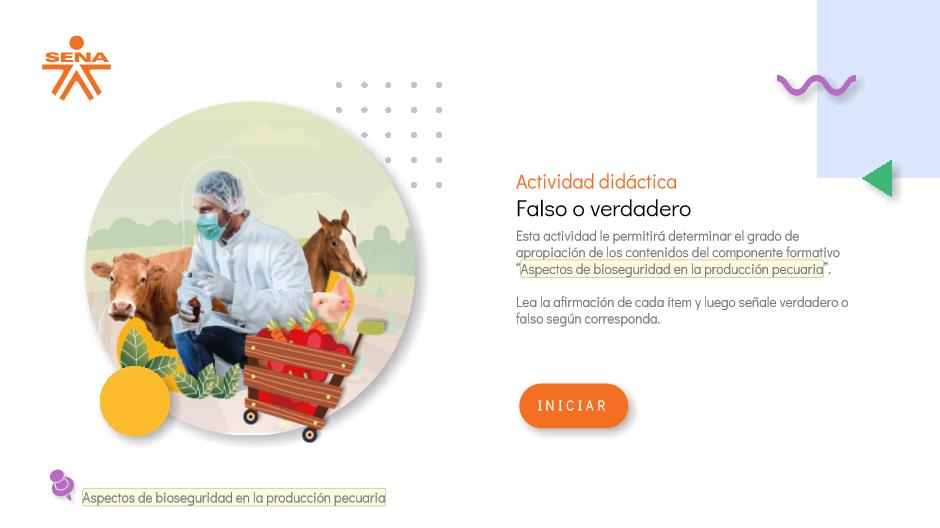 SENA
Actividad didáctica
Falso o verdadero
Esta actividad le permitirá determinar el grado de
apropiación de los contenidos del componente formativo
“Aspectos de bioseguridad en la producción pecuaria”.
Lea la afirmación de cada ítem y luego señale verdadero o
falso según corresponda.
INICIAR
Aspectos de bioseguridad en la producción pecuaria